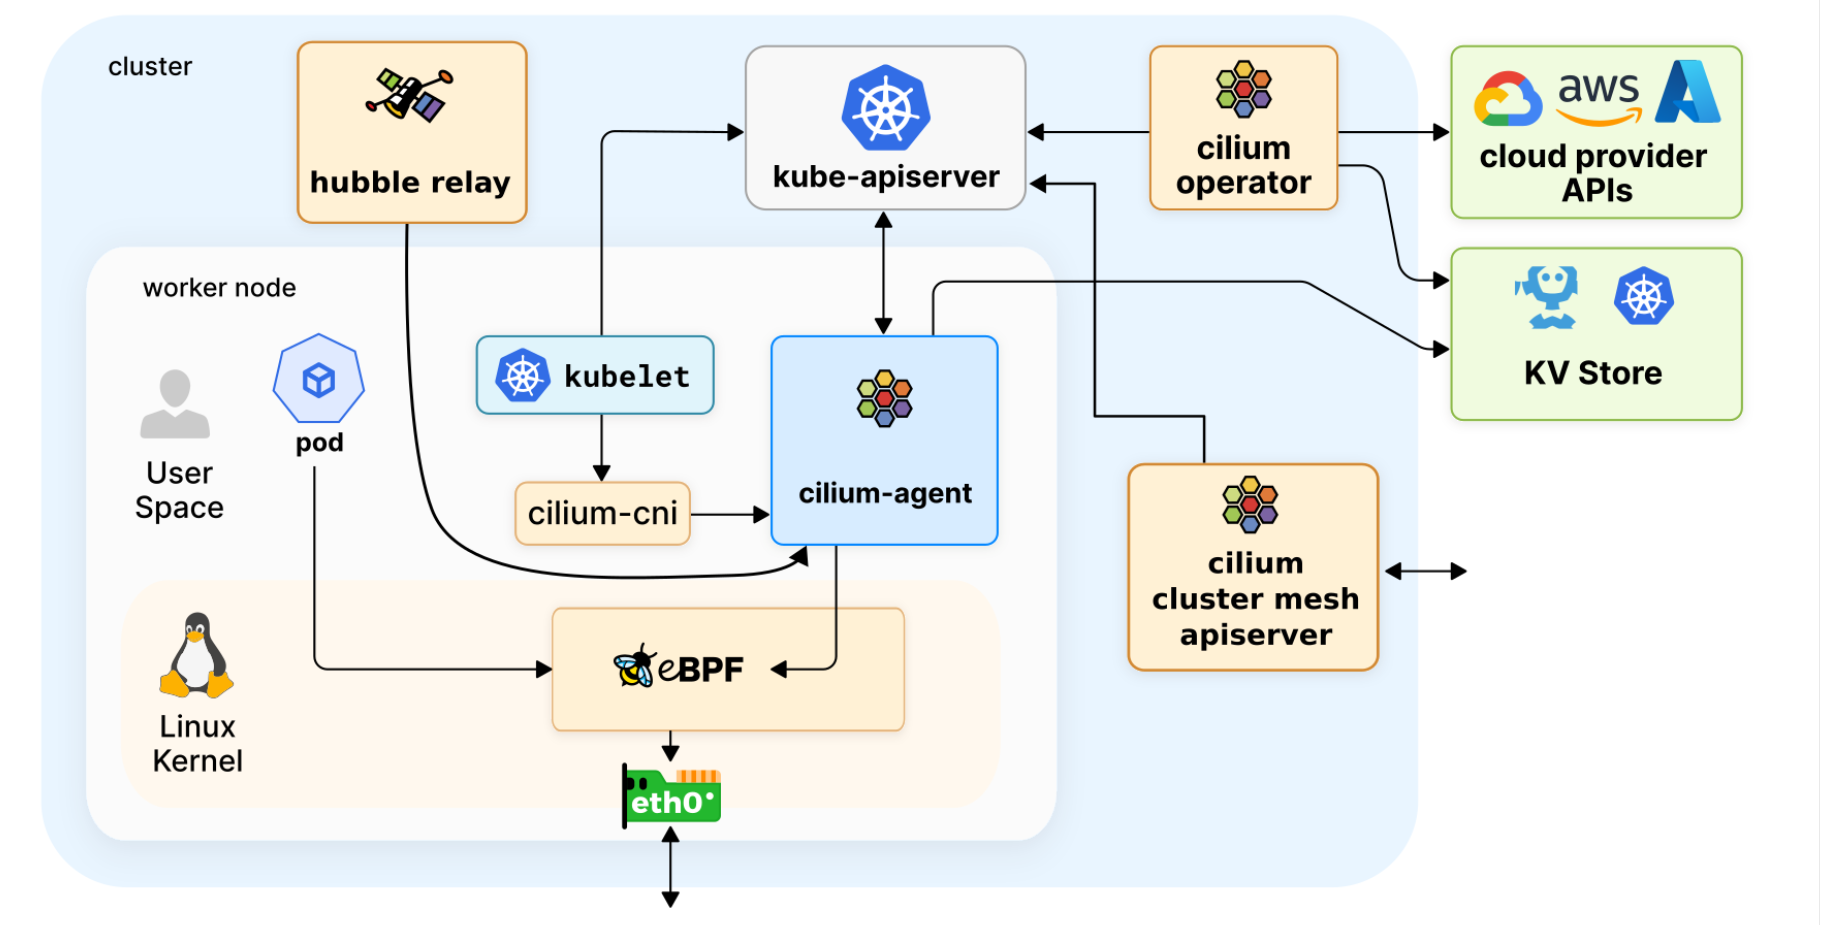 cluster
hubble relay
kube-apiserver
cilium
operator
aws
cloud provider
APIs
worker node
KV Store
User
Space
pod
kubelet
cilium-cni
cilium-agent
cilium
cluster mesh
apiserver
eBPF
Linux
Kernel
eth0